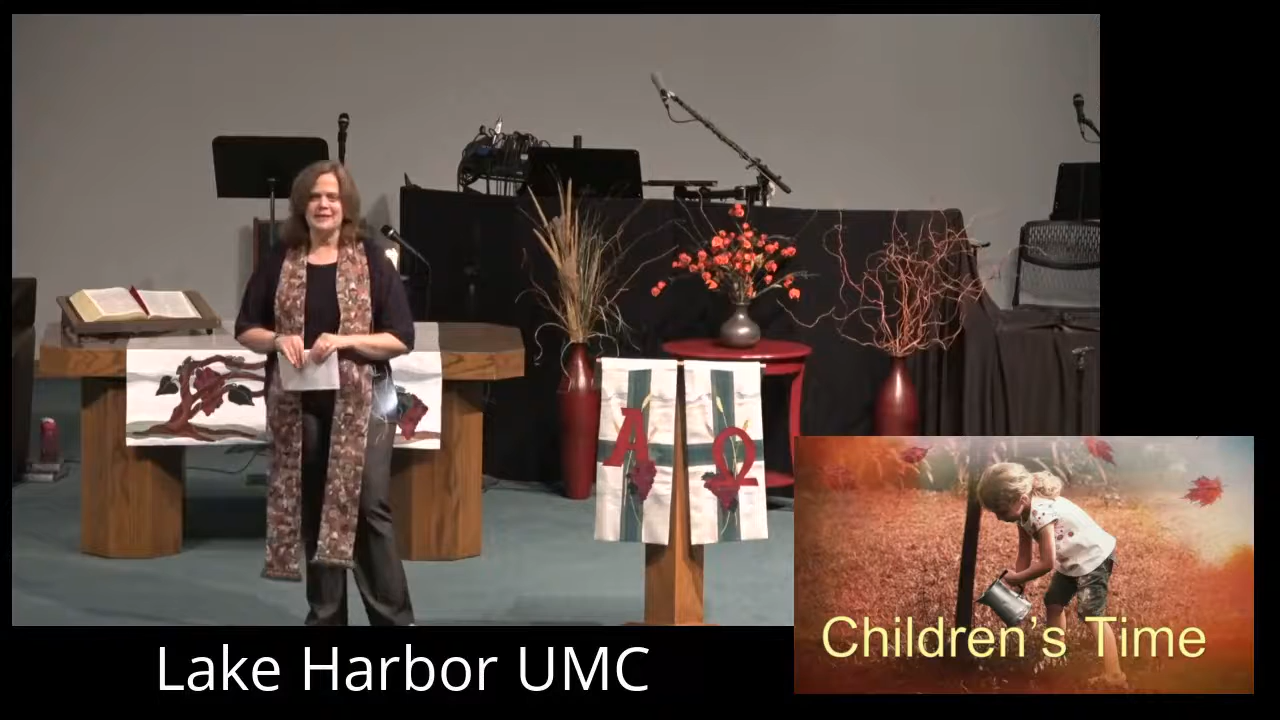 Α Ω
Children's Time
Lake Harbor UMC